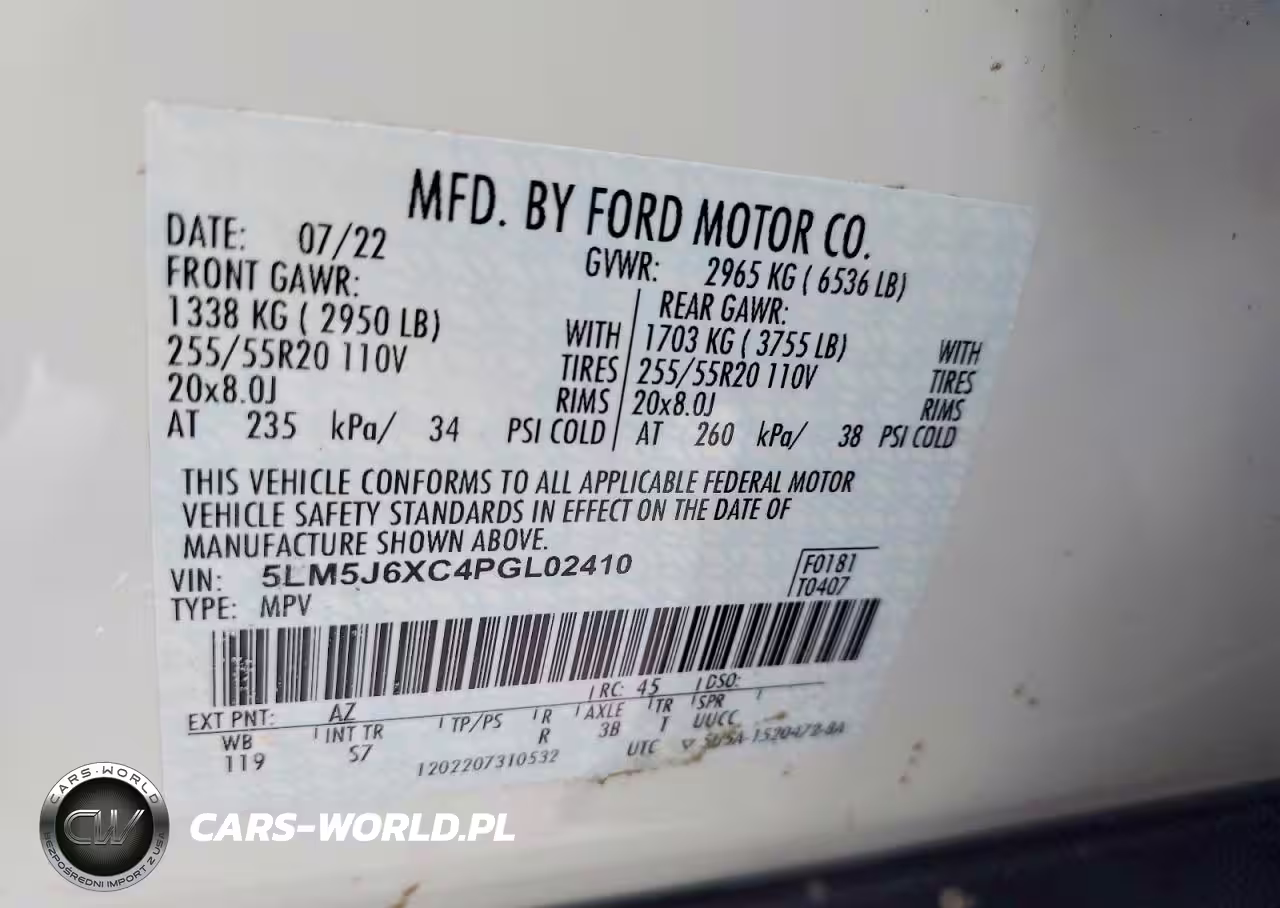 MFD. BY FORD MOTOR CO.
DATE: 07/22
GVWR: 2965 KG ( 6536 LB)
FRONT GAWR:
1338 KG ( 2950 LB) WITH
255/55R20 110V TIRES
20x8.0J RIMS
AT 235 kPa/ 34 PSI COLD
REAR GAWR:
1703 KG ( 3755 LB) WITH
255/55R20 110V TIRES
20x8.0J RIMS
AT 260 kPa/ 38 PSI COLD
THIS VEHICLE CONFORMS TO ALL APPLICABLE FEDERAL MOTOR
VEHICLE SAFETY STANDARDS IN EFFECT ON THE DATE OF
MANUFACTURE SHOWN ABOVE.
VIN: 5LM5J6XC4PGL02410
F0181
T0407
TYPE: MPV
EXT PNT: AZ RC: 45 DSO:
WB INT TR TP/PS R AXLE TR SPR
119 S7 R 3B T UUCC
1202207310532 UTC
CARS-WORLD
CW
BEZPOŚREDNI IMPORT Z USA
CARS-WORLD.PL